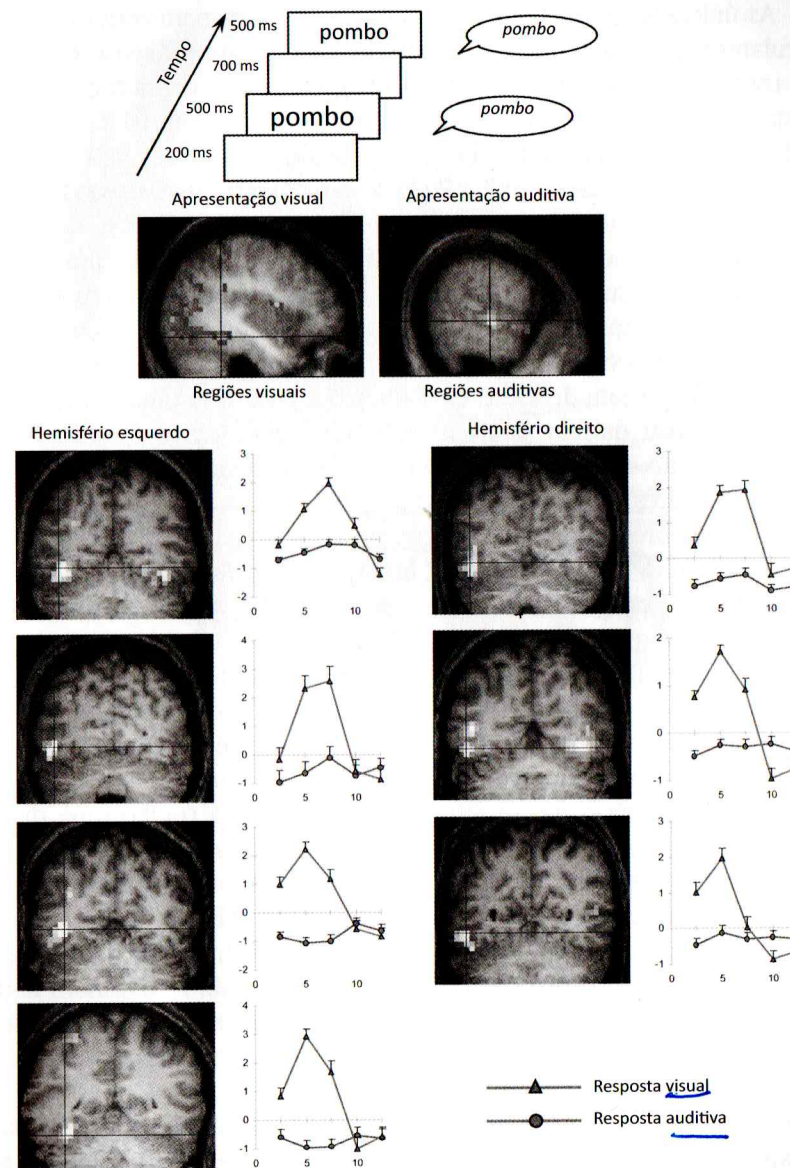 500 ms
pombo
pombo
Tempo
700 ms
500 ms
pombo
pombo
200 ms
Apresentação visual
Apresentação auditiva
Regiões visuais
Regiões auditivas
Hemisfério esquerdo
Hemisfério direito
3
2
1
0
-1
-2
0 5 10
3
2
1
0
-1
0 5 10
4
3
2
1
0
-1
0 5 10
2
1
0
-1
0 5 10
3
2
1
0
-1
-2
0 5 10
3
2
1
0
-1
0 5 10
4
3
2
1
0
-1
0 5 10
Resposta visual
Resposta auditiva